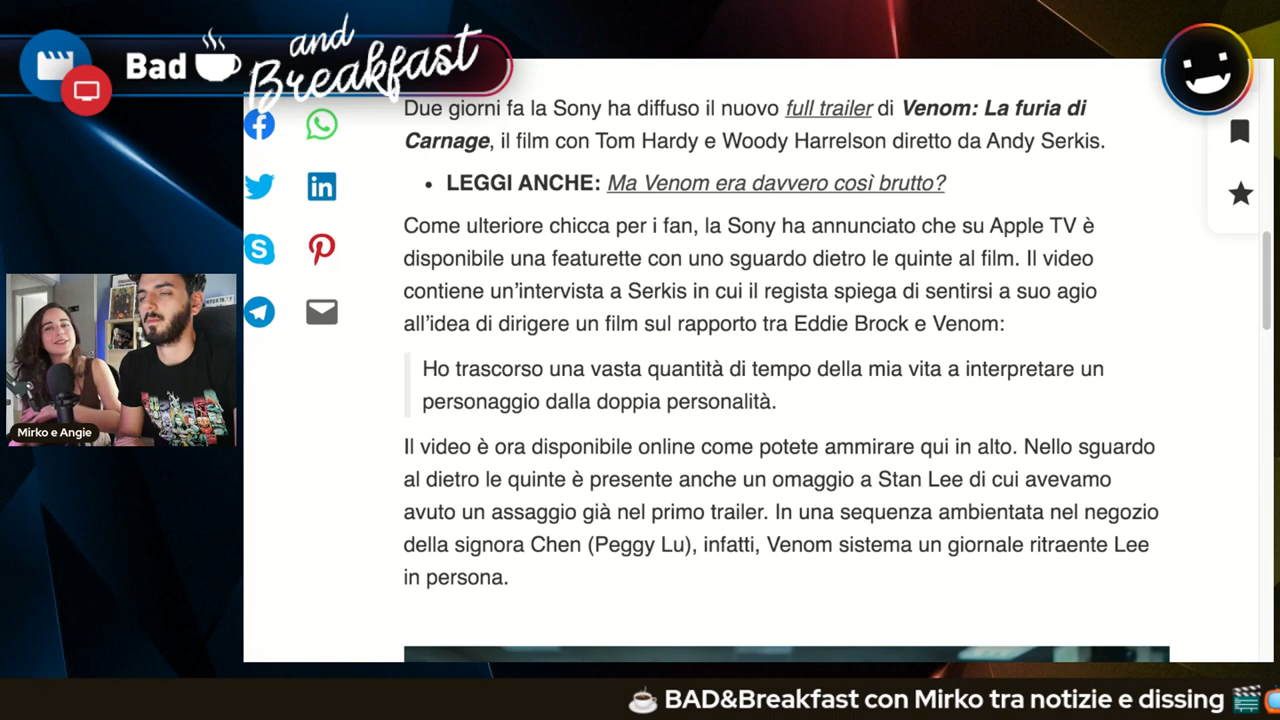 Bad and Breakfast
Due giorni fa la Sony ha diffuso il nuovo full trailer di Venom: La furia di
Carnage, il film con Tom Hardy e Woody Harrelson diretto da Andy Serkis.
• LEGGI ANCHE: Ma Venom era davvero così brutto?
Come ulteriore chicca per i fan, la Sony ha annunciato che su Apple TV è
disponibile una featurette con uno sguardo dietro le quinte al film. Il video
contiene un’intervista a Serkis in cui il regista spiega di sentirsi a suo agio
all’idea di dirigere un film sul rapporto tra Eddie Brock e Venom:
Ho trascorso una vasta quantità di tempo della mia vita a interpretare un
personaggio dalla doppia personalità.
Il video è ora disponibile online come potete ammirare qui in alto. Nello sguardo
al dietro le quinte è presente anche un omaggio a Stan Lee di cui avevamo
avuto un assaggio già nel primo trailer. In una sequenza ambientata nel negozio
della signora Chen (Peggy Lu), infatti, Venom sistema un giornale ritraente Lee
in persona.
Mirko e Angie
☕ BAD&Breakfast con Mirko tra notizie e dissing 🎬